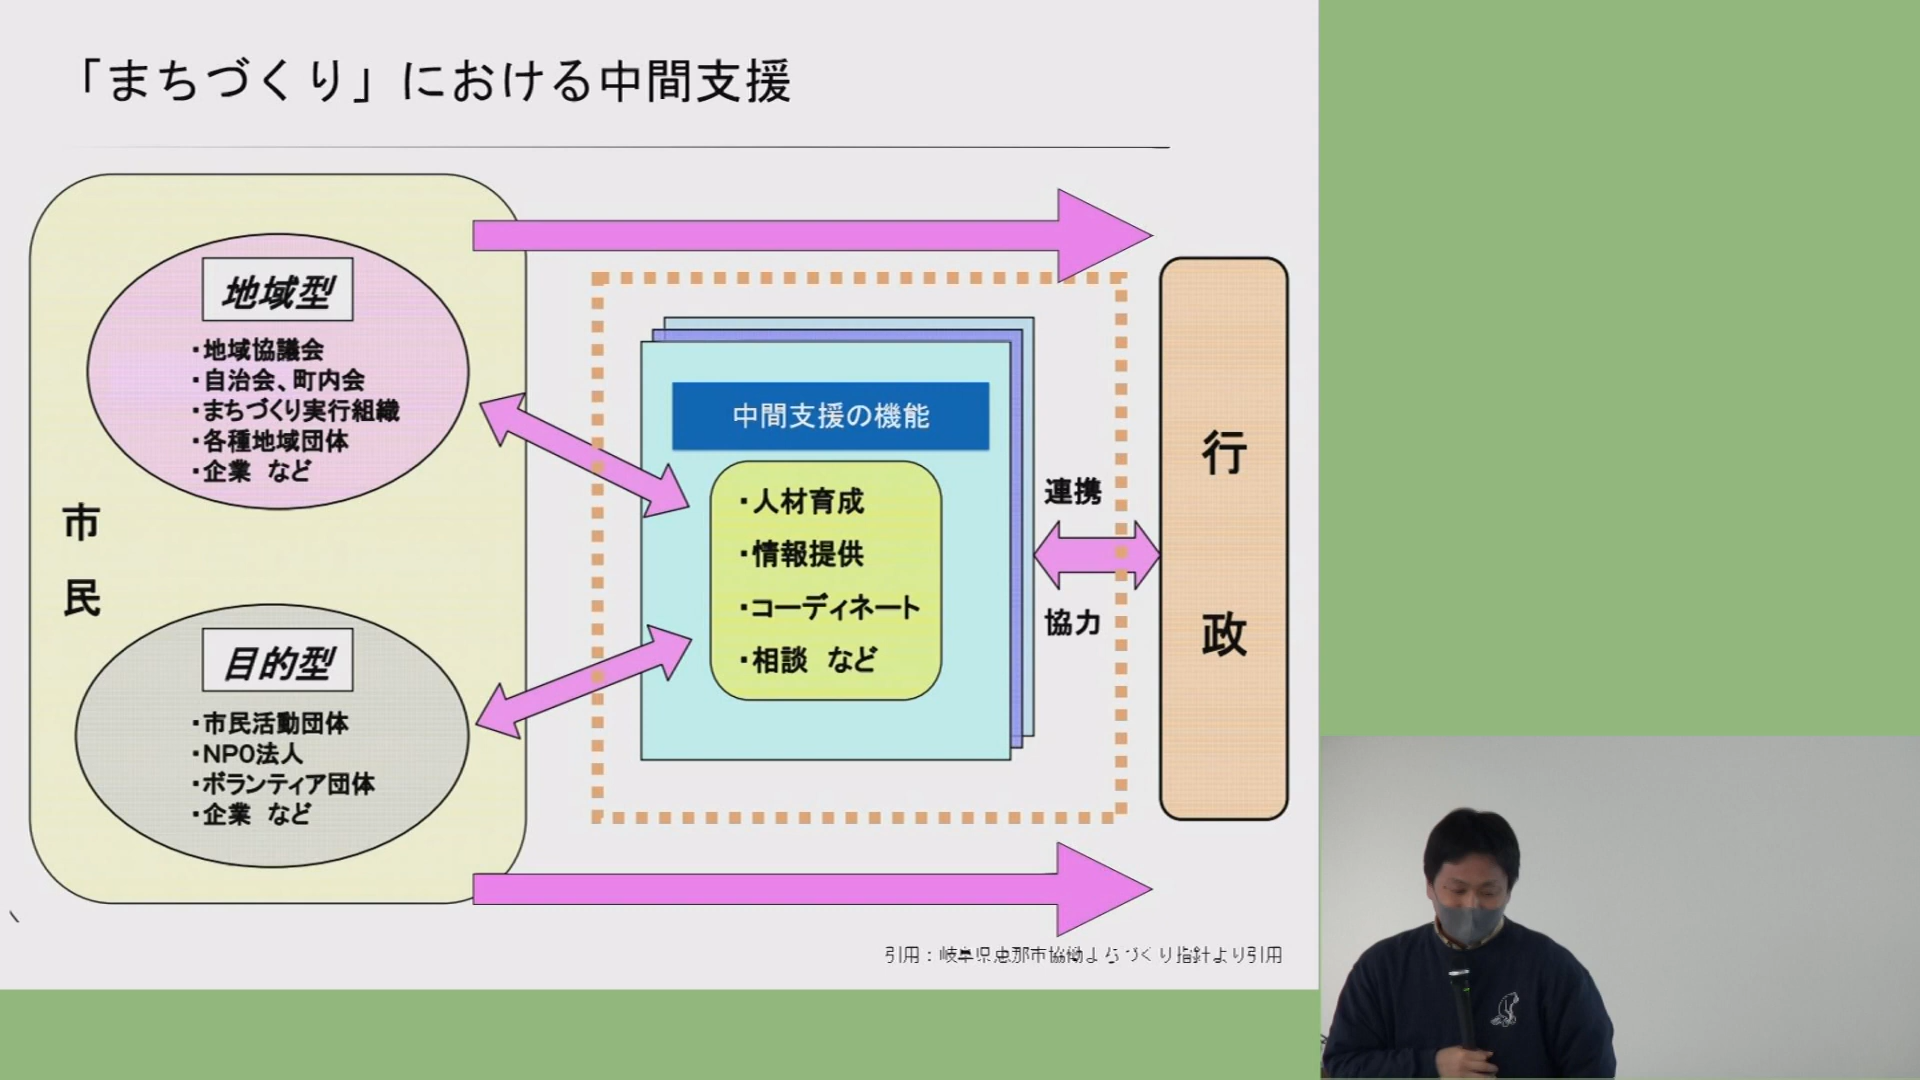 「まちづくり」における中間支援
地域型
・地域協議会
・自治会、町内会
・まちづくり実行組織
・各種地域団体
・企業 など
市民
目的型
・市民活動団体
・NPO法人
・ボランティア団体
・企業 など
中間支援の機能
・人材育成
・情報提供
・コーディネート
・相談 など
連携
協力
行政
引用：岐阜県恵那市協働まちづくり指針より引用